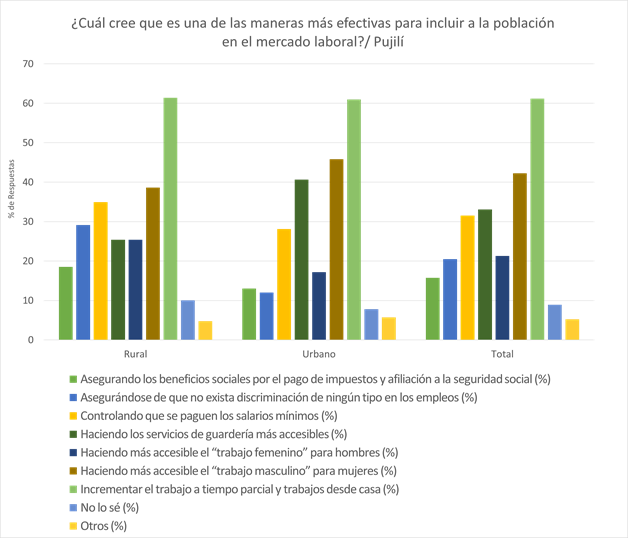 ¿Cuál cree que es una de las maneras más efectivas para incluir a la población
en el mercado laboral?/ Pujilí
70
60
50
40
30
20
10
0
% de Respuestas
Rural Urbano Total
Asegurando los beneficios sociales por el pago de impuestos y afiliación a la seguridad social (%)
Asegurándose de que no exista discriminación de ningún tipo en los empleos (%)
Controlando que se paguen los salarios mínimos (%)
Haciendo los servicios de guardería más accesibles (%)
Haciendo más accesible el “trabajo femenino” para hombres (%)
Haciendo más accesible el “trabajo masculino” para mujeres (%)
Incrementar el trabajo a tiempo parcial y trabajos desde casa (%)
No lo sé (%)
Otros (%)